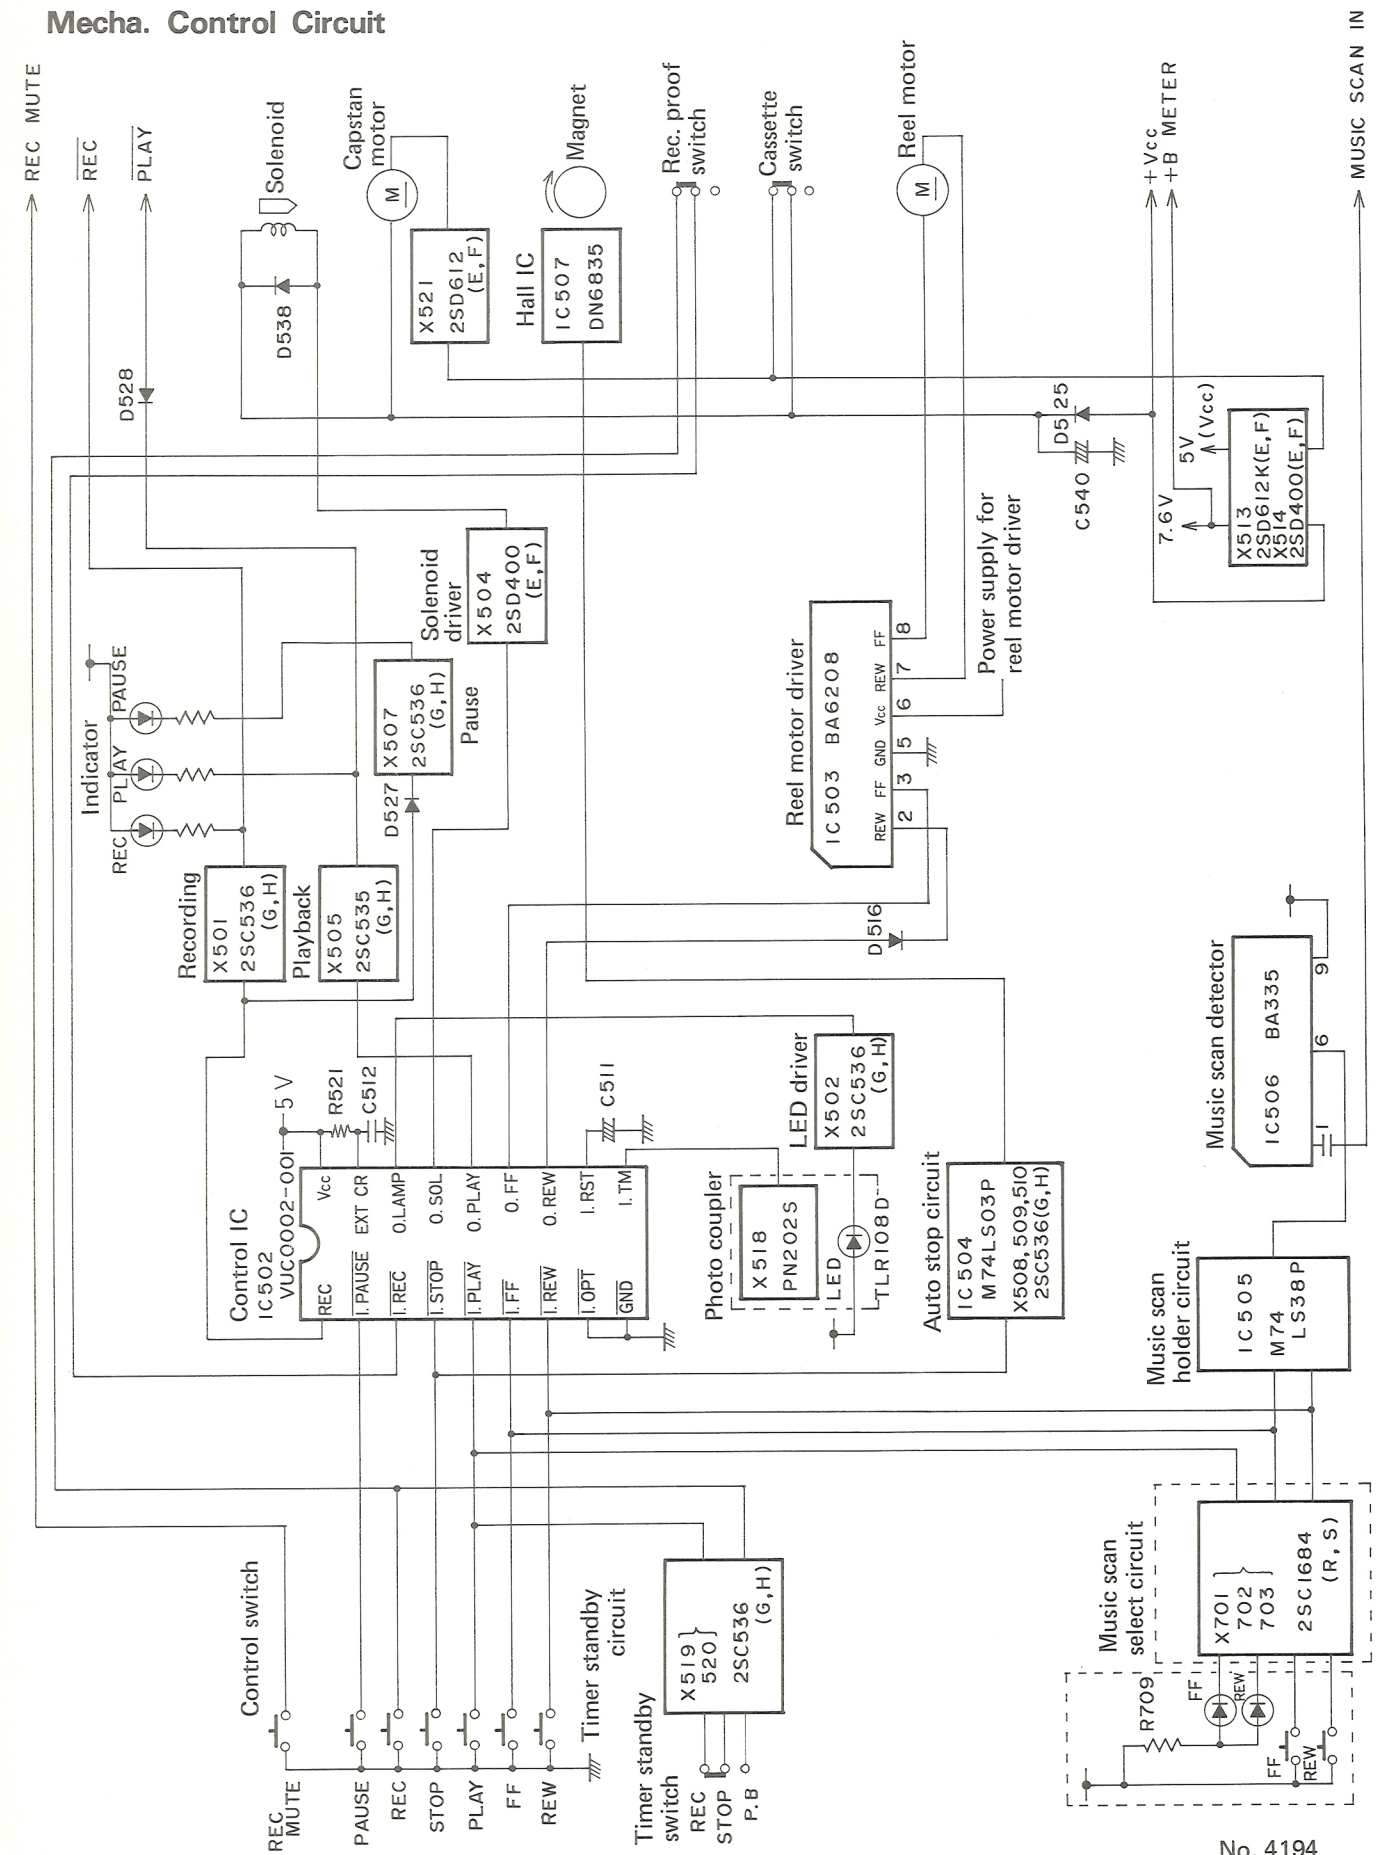 Mecha. Control Circuit
REC MUTE
REC
PLAY
Solenoid
D538
D528
Capstan
motor
M
X521
2SD612
(E,F)
Magnet
Hall IC
IC507
DN6835
Rec. proof
switch
Cassette
switch
Reel motor
M
+Vcc
+B METER
MUSIC SCAN IN
D525
C540
5V
(Vcc)
7.6V
X513
2SD612K(E,F)
X514
2SD400(E,F)
Indicator
REC
PLAY
PAUSE
Recording
X501
2SC536
(G,H)
Playback
X505
2SC535
(G,H)
D527
X507
2SC536
(G,H)
Pause
Solenoid
driver
X504
2SD400
(E,F)
Reel motor driver
IC503 BA6208
REW
FF
GND
Vcc
REW
FF
2
3
5
6
7
8
Power supply for
reel motor driver
D516
Control IC
IC502
VUC0002-001
5V
R521
C512
C511
Vcc
EXT CR
O.LAMP
O.SOL
O.PLAY
O.FF
O.REW
I.RST
I.TM
REC
I.PAUSE
I.REC
I.STOP
I.PLAY
I.FF
I.REW
I.OPT
GND
LED driver
X502
2SC536
(G,H)
Photo coupler
X518
PN202S
LED
TLR108D
Auto stop circuit
IC504
M74LS03P
X508,509,510
2SC536(G,H)
Music scan detector
IC506 BA335
1
6
9
Music scan
holder circuit
IC505
M74
LS38P
Control switch
REC
MUTE
PAUSE
REC
STOP
PLAY
FF
REW
Timer standby
circuit
X519
520
2SC536
(G,H)
Timer standby
switch
REC
STOP
P.B
Music scan
select circuit
X701
702
703
2SC1684
(R,S)
R709
FF
REW
FF
REW
No. 4194